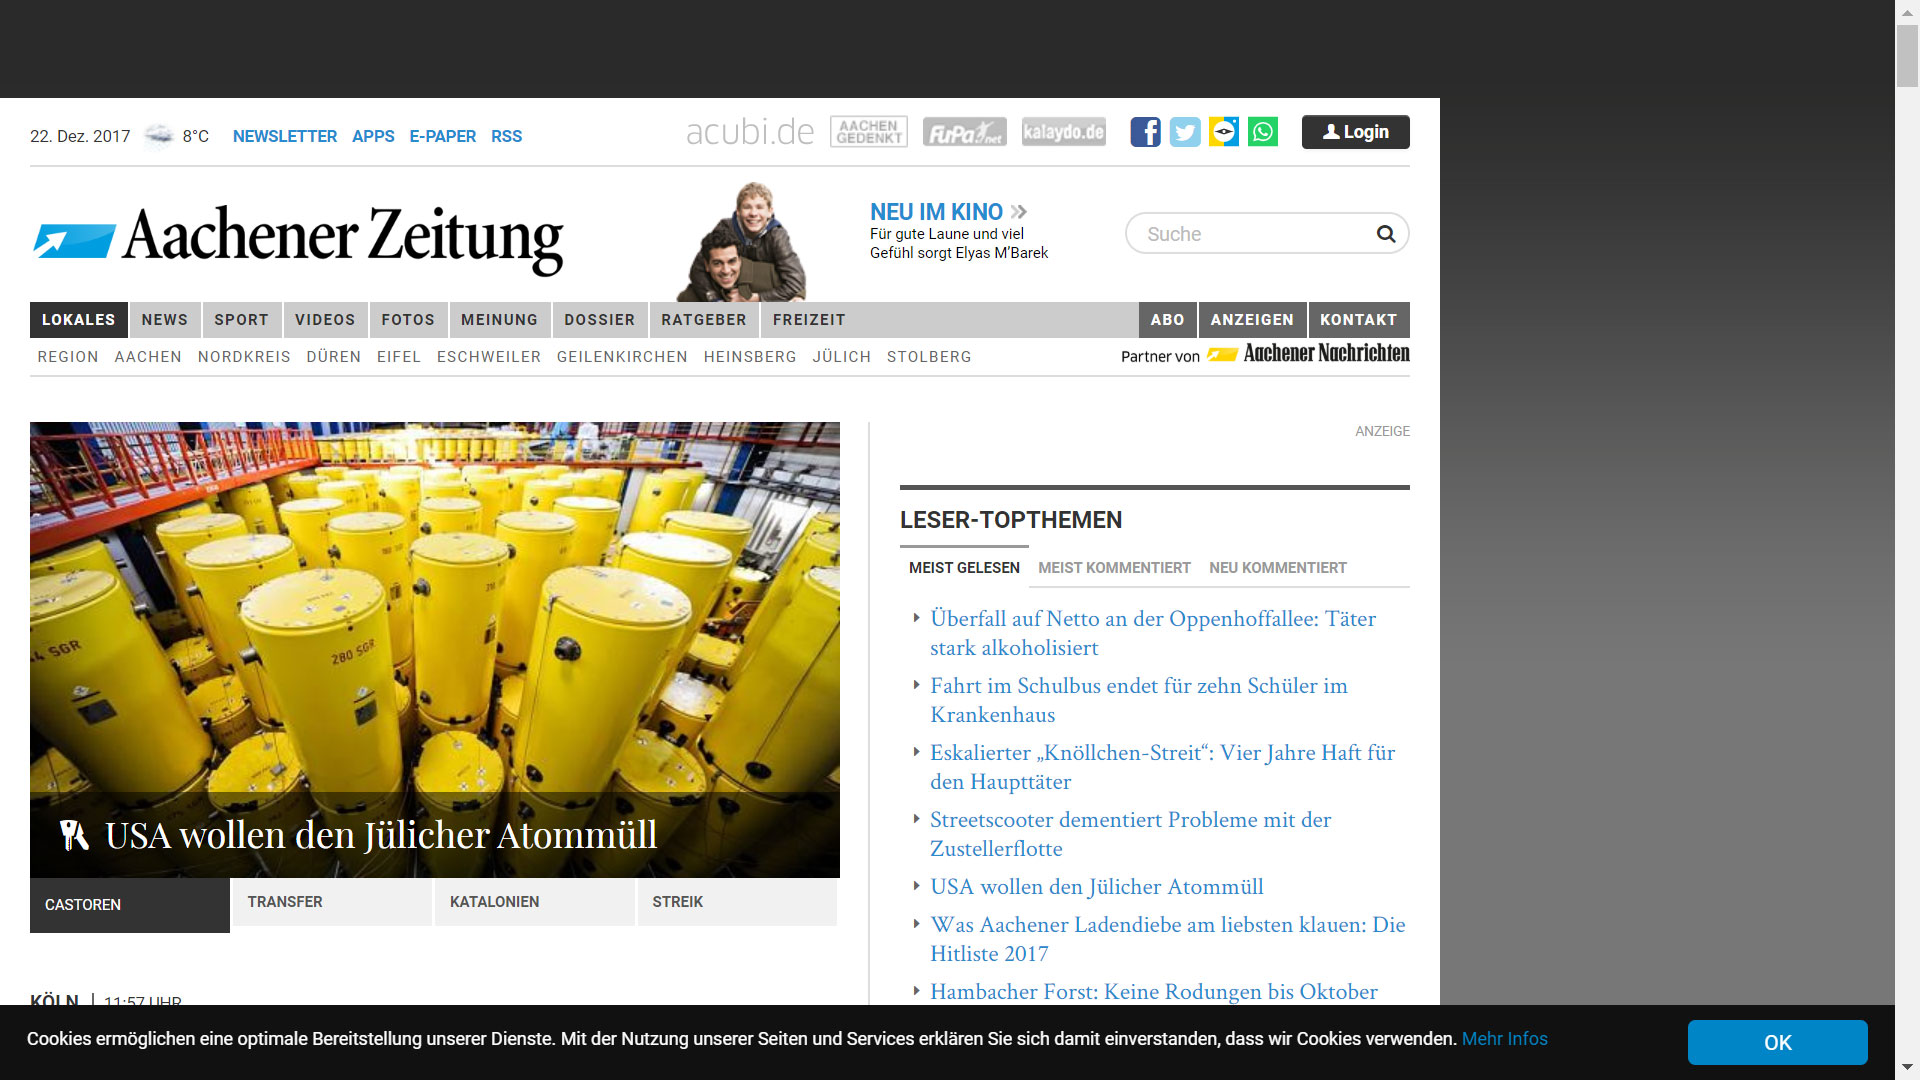 22. Dez. 2017 8°C NEWSLETTER APPS E-PAPER RSS
acubi.de
AACHEN
GEDENKT
FuPa.net
kalaydo.de
Login
Aachener Zeitung
NEU IM KINO
Für gute Laune und viel
Gefühl sorgt Elyas M’Barek
Suche
LOKALES NEWS SPORT VIDEOS FOTOS MEINUNG DOSSIER RATGEBER FREIZEIT ABO ANZEIGEN KONTAKT
REGION AACHEN NORDKREIS DÜREN EIFEL ESCHWEILER GEILENKIRCHEN HEINSBERG JÜLICH STOLBERG
Partner von Aachener Nachrichten
280 SGR
4 SGR
USA wollen den Jülicher Atommüll
CASTOREN TRANSFER KATALONIEN STREIK
KÖLN | 11:57 UHR
ANZEIGE
LESER-TOPTHEMEN
MEIST GELESEN MEIST KOMMENTIERT NEU KOMMENTIERT
Überfall auf Netto an der Oppenhoffallee: Täter
stark alkoholisiert
Fahrt im Schulbus endet für zehn Schüler im
Krankenhaus
Eskalierter „Knöllchen-Streit“: Vier Jahre Haft für
den Haupttäter
Streetscooter dementiert Probleme mit der
Zustellerflotte
USA wollen den Jülicher Atommüll
Was Aachener Ladendiebe am liebsten klauen: Die
Hitliste 2017
Hambacher Forst: Keine Rodungen bis Oktober
Cookies ermöglichen eine optimale Bereitstellung unserer Dienste. Mit der Nutzung unserer Seiten und Services erklären Sie sich damit einverstanden, dass wir Cookies verwenden. Mehr Infos
OK